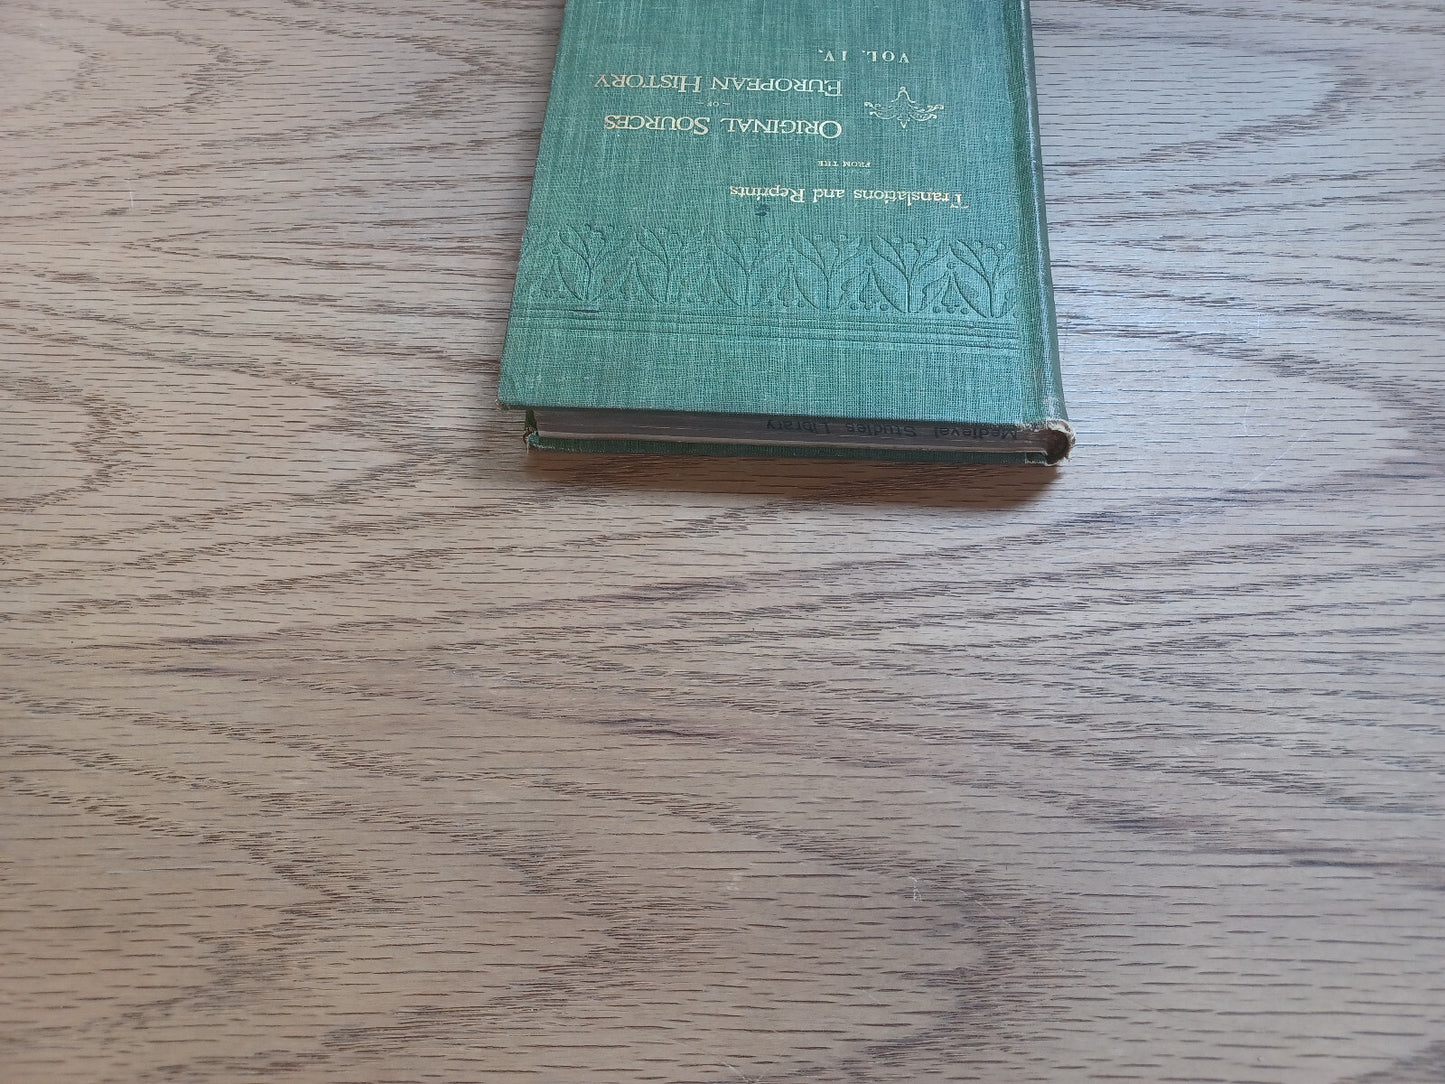 Translations and Reprints
FROM THE
ORIGINAL SOURCES
- OF -
EUROPEAN HISTORY.
VOL. IV.
Medieval Studies Library